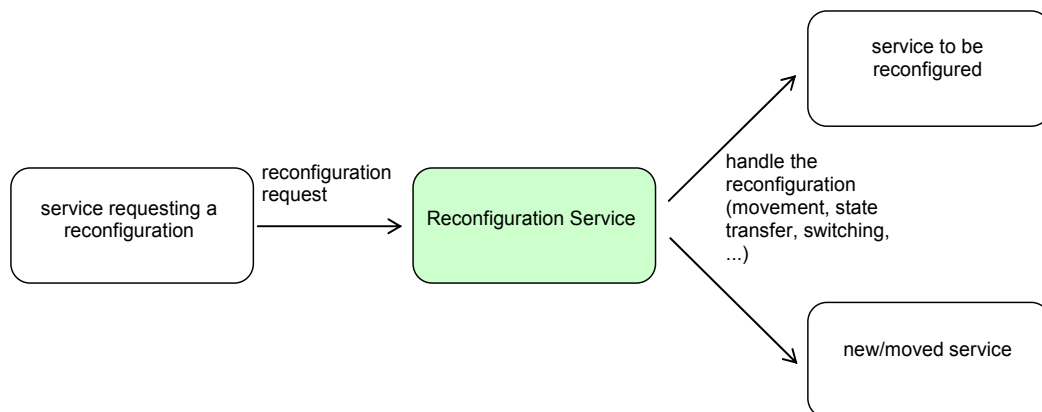 service requesting a
reconfiguration
reconfiguration
request
Reconfiguration Service
service to be
reconfigured
handle the
reconfiguration
(movement, state
transfer, switching,
...)
new/moved service